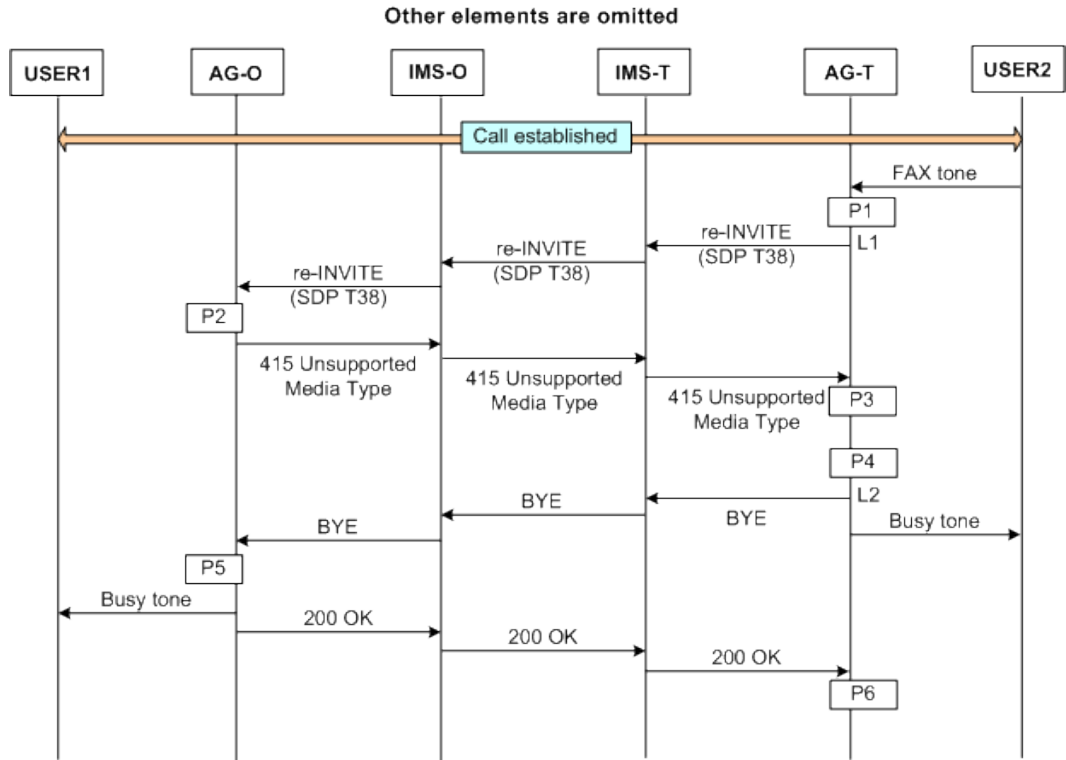 Other elements are omitted
USER1
AG-O
IMS-O
IMS-T
AG-T
USER2
Call established
FAX tone
P1
L1
re-INVITE
(SDP T38)
re-INVITE
(SDP T38)
re-INVITE
(SDP T38)
P2
415 Unsupported
Media Type
415 Unsupported
Media Type
415 Unsupported
Media Type
P3
P4
L2
BYE
BYE
BYE
Busy tone
P5
Busy tone
200 OK
200 OK
200 OK
P6